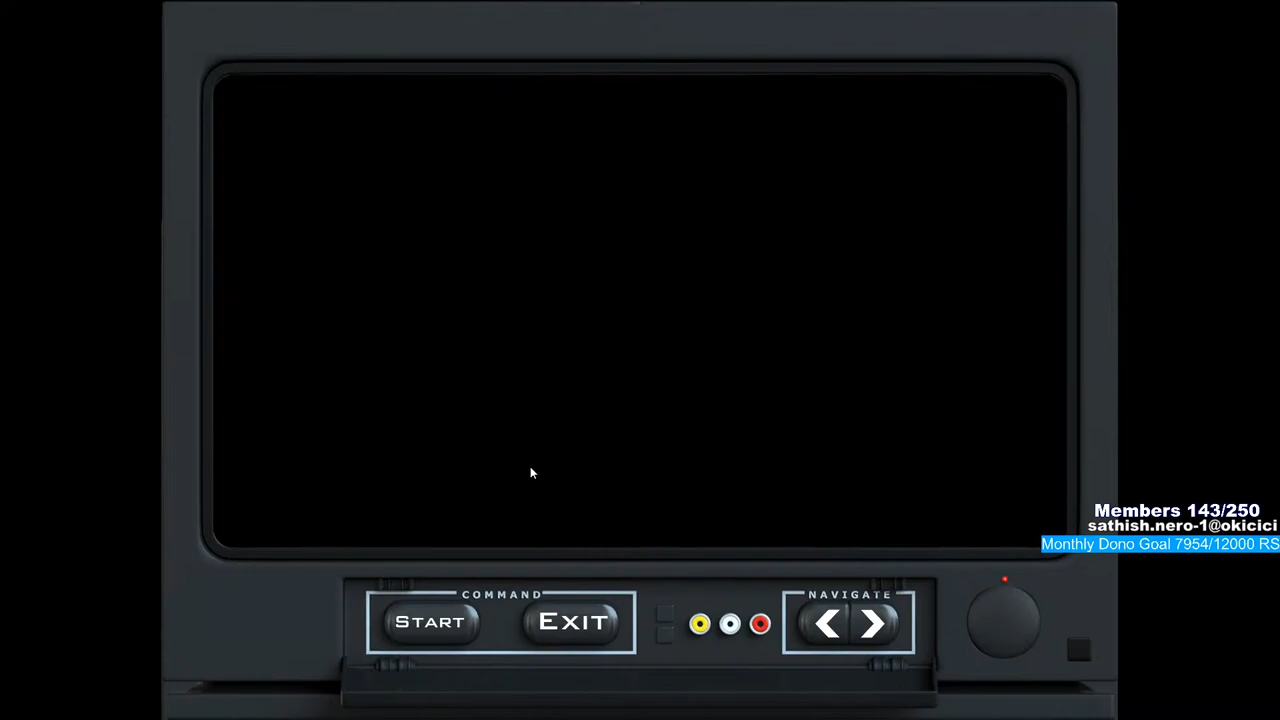 Members 143/250
sathish.nero-1@okicici
Monthly Dono Goal 7954/12000 RS
COMMAND
START
EXIT
NAVIGATE